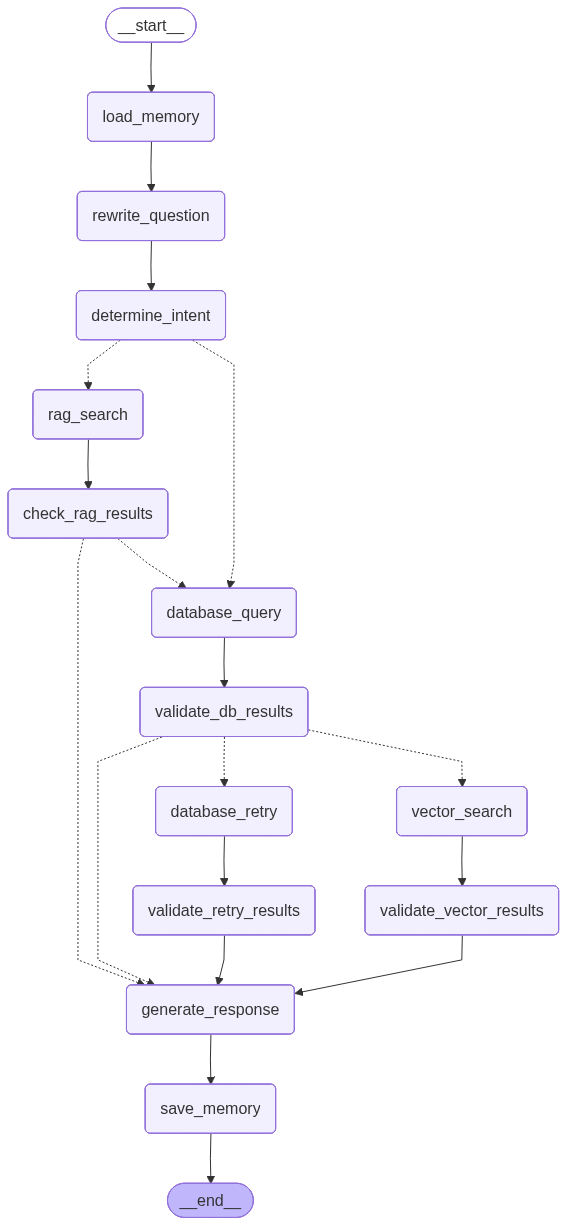 __start__
load_memory
rewrite_question
determine_intent
rag_search
check_rag_results
database_query
validate_db_results
database_retry
vector_search
validate_retry_results
validate_vector_results
generate_response
save_memory
__end__